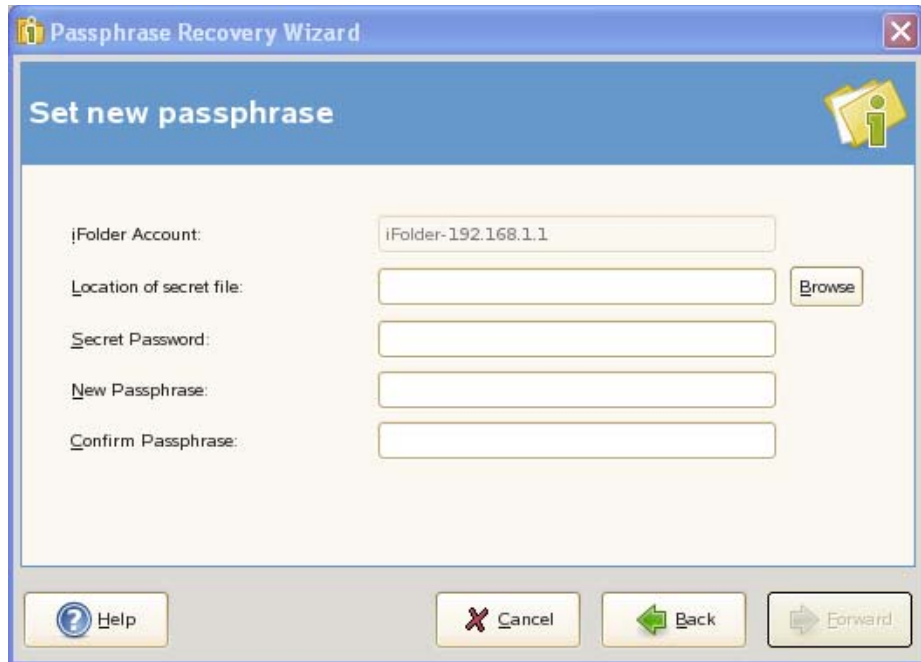 Passphrase Recovery Wizard
Set new passphrase
iFolder Account: iFolder-192.168.1.1
Location of secret file: Browse
Secret Password:
New Passphrase:
Confirm Passphrase:
Help Cancel Back Forward